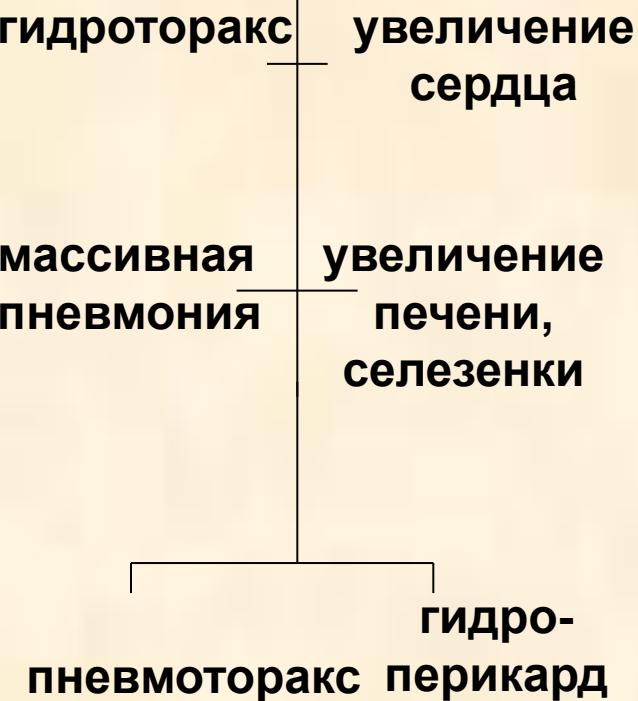 гидроторакс
увеличение
сердца
массивная
пневмония
увеличение
печени,
селезенки
пневмоторакс
гидро-
перикард